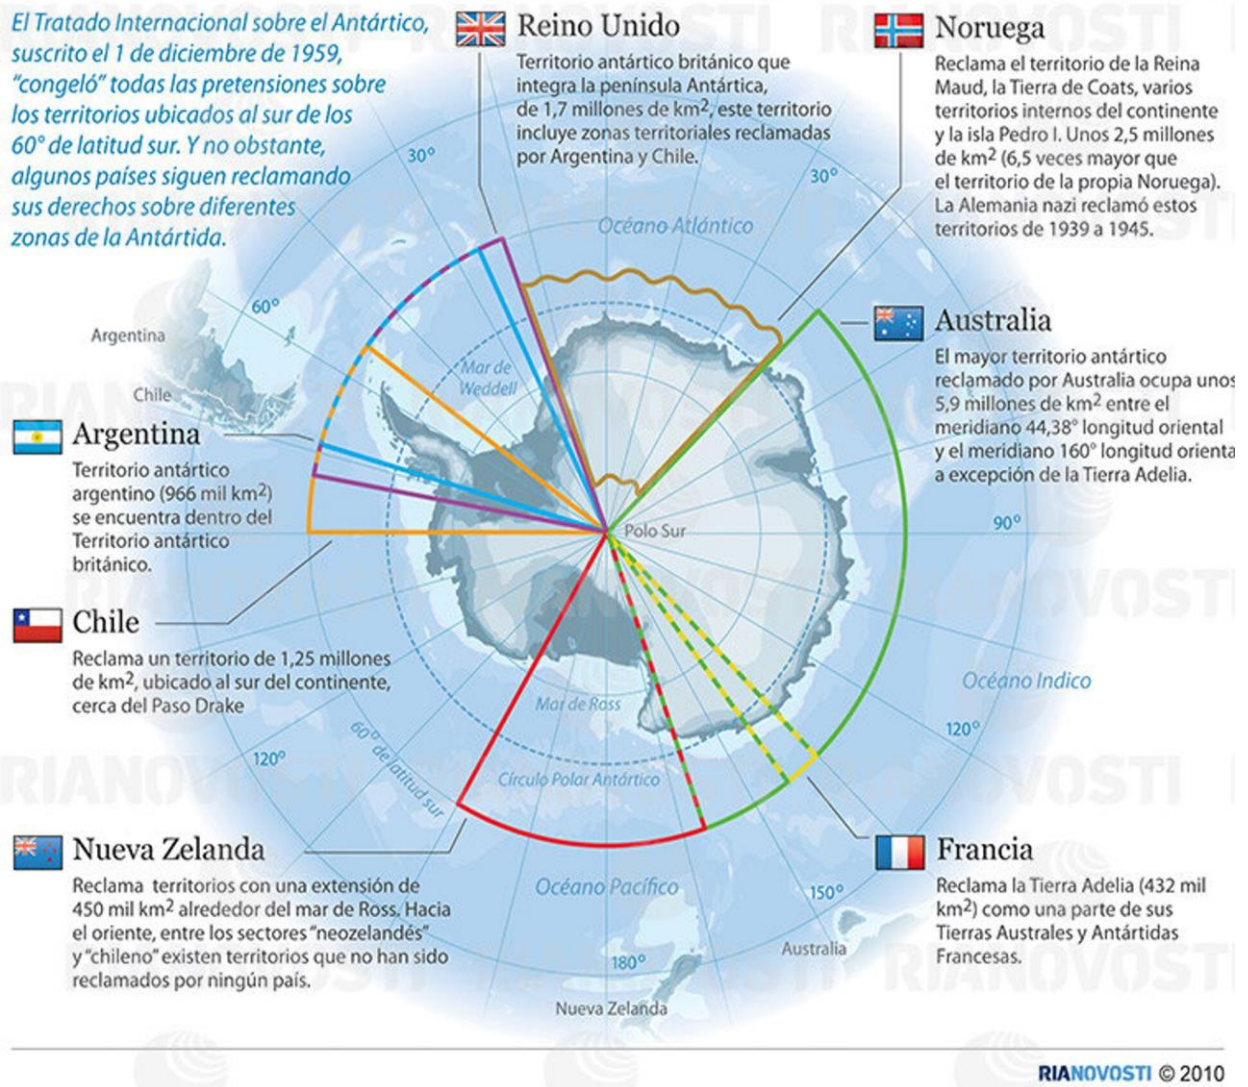 El Tratado Internacional sobre el Antártico,
suscrito el 1 de diciembre de 1959,
“congeló” todas las pretensiones sobre
los territorios ubicados al sur de los
60° de latitud sur. Y no obstante,
algunos países siguen reclamando
sus derechos sobre diferentes
zonas de la Antártida.
Reino Unido
Territorio antártico británico que
integra la península Antártica,
de 1,7 millones de km², este territorio
incluye zonas territoriales reclamadas
por Argentina y Chile.
Noruega
Reclama el territorio de la Reina
Maud, la Tierra de Coats, varios
territorios internos del continente
y la isla Pedro I. Unos 2,5 millones
de km² (6,5 veces mayor que
el territorio de la propia Noruega).
La Alemania nazi reclamó estos
territorios de 1939 a 1945.
30°
30°
Océano Atlántico
60°
Argentina
Chile
Mar de
Weddell
Australia
El mayor territorio antártico
reclamado por Australia ocupa unos
5,9 millones de km² entre el
meridiano 44,38° longitud oriental
y el meridiano 160° longitud orienta
a excepción de la Tierra Adelia.
Argentina
Territorio antártico
argentino (966 mil km²)
se encuentra dentro del
Territorio antártico
británico.
Polo Sur
90°
Chile
Reclama un territorio de 1,25 millones
de km², ubicado al sur del continente,
cerca del Paso Drake
Océano Indico
Mar de Ross
120°
120°
60° de latitud sur
Círculo Polar Antártico
Nueva Zelanda
Reclama territorios con una extensión de
450 mil km² alrededor del mar de Ross. Hacia
el oriente, entre los sectores “neozelandés”
y “chileno” existen territorios que no han sido
reclamados por ningún país.
Océano Pacífico
150°
Australia
180°
Nueva Zelanda
Francia
Reclama la Tierra Adelia (432 mil
km²) como una parte de sus
Tierras Australes y Antártidas
Francesas.
RIANOVOSTI
RIANOVOSTI
RIANOVOSTI
RIANOVOSTI © 2010